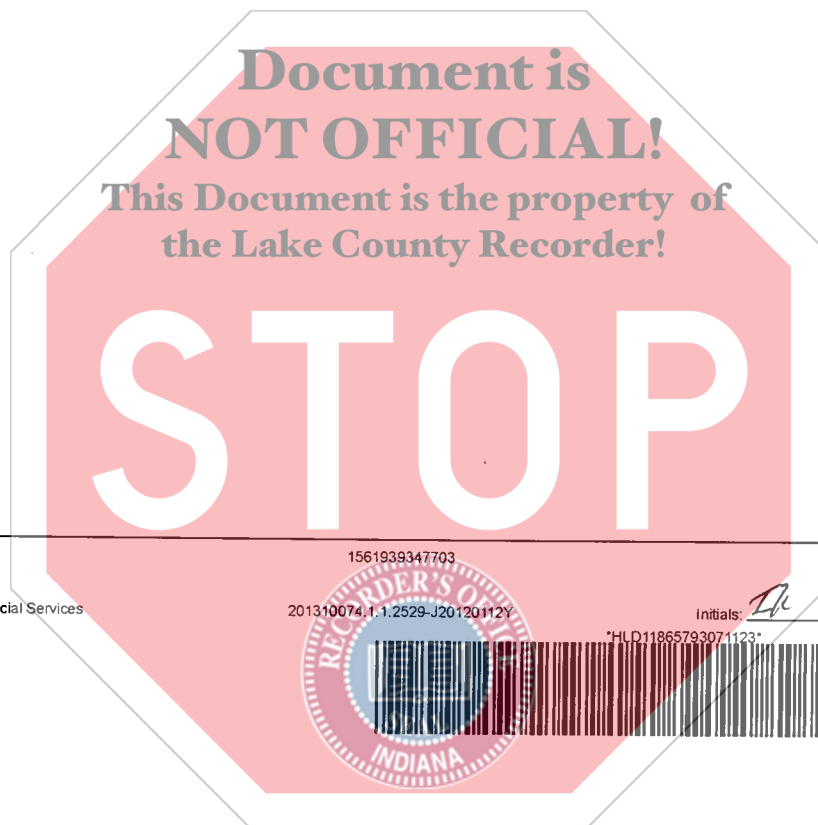 Document is
NOT OFFICIAL!
This Document is the property of
the Lake County Recorder!
STOP
1561939347703
cial Services 201310074.1.1.2529-J20120112Y Initials:
*HLD11865793071123*
RECORDER'S OFFICE
SEAL
INDIANA